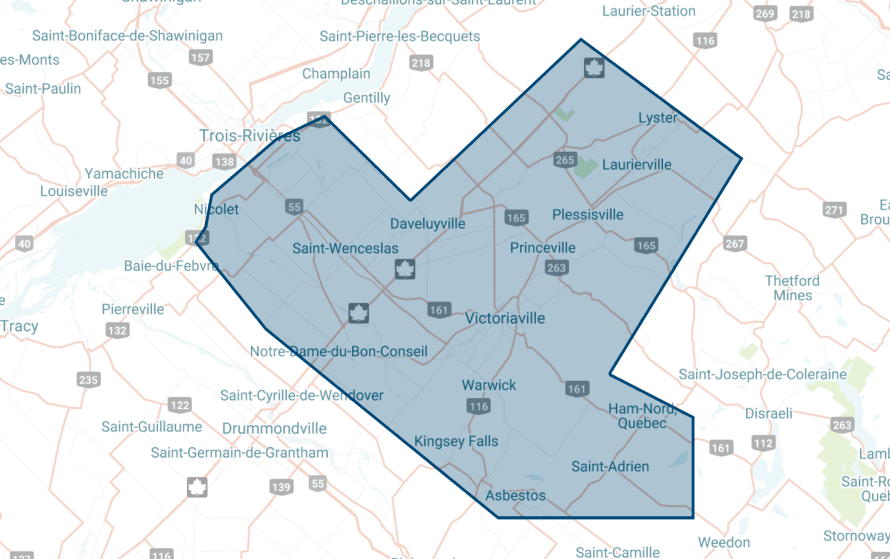 Shawinigan
Deschaillons-sur-Saint-Laurent
Laurier-Station
269
218
Saint-Boniface-de-Shawinigan
Saint-Pierre-les-Becquets
116
157
es-Monts
218
Champlain
155
Saint-Paulin
Gentilly
Lyster
132
Trois-Rivières
40
138
265
Laurierville
Yamachiche
Louiseville
55
Nicolet
165
Plessisville
271
Ea
Brou
Daveluyville
132
40
Saint-Wenceslas
Princeville
165
267
Baie-du-Febvre
263
Thetford
Mines
Pierreville
161
Victoriaville
Tracy
132
Notre-Dame-du-Bon-Conseil
235
Saint-Joseph-de-Coleraine
Warwick
161
Saint-Cyrille-de-Wendover
122
116
Ham-Nord,
Québec
Disraeli
Saint-Guillaume
Drummondville
263
Kingsey Falls
161
112
Saint-Germain-de-Grantham
Lamb
Saint-Adrien
139
55
Saint-Ro
Queb
Asbestos
Stornoway
Weedon
Saint-Camille
116